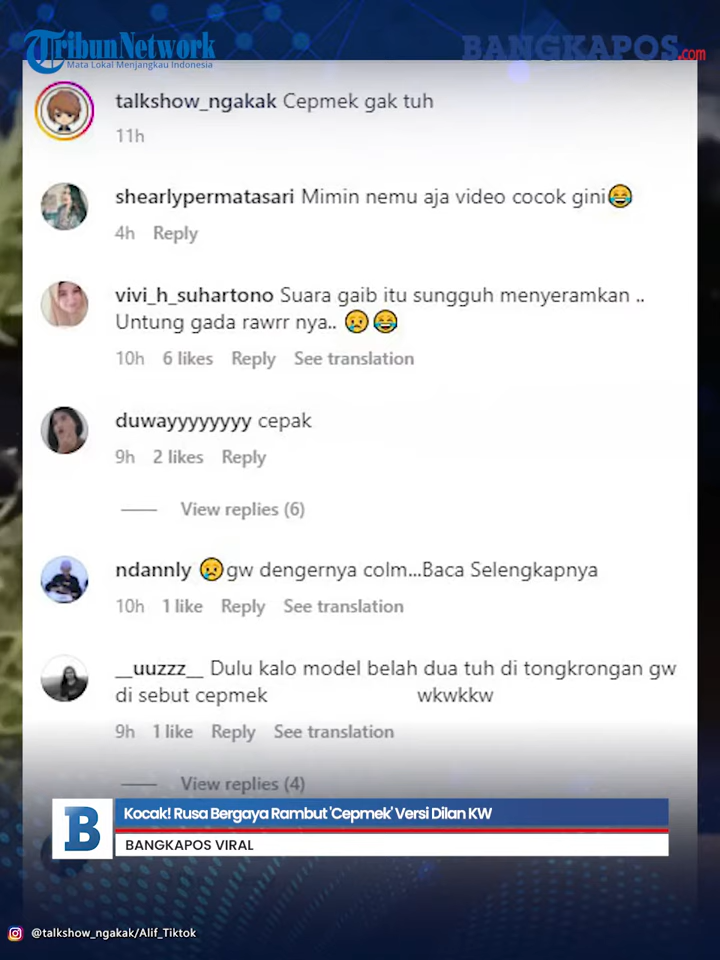 TribunNetwork
Mata Lokal Menjangkau Indonesia
BANGKAPOS.com
talkshow_ngakak Cepmek gak tuh
11h
shearlypermatasari Mimin nemu aja video cocok gini😂
4h Reply
vivi_h_suhartono Suara gaib itu sungguh menyeramkan ..
Untung gada rawrr nya.. 😢😂
10h 6 likes Reply See translation
duwayyyyyyyy cepak
9h 2 likes Reply
View replies (6)
ndannly 😢gw dengernya colm...Baca Selengkapnya
10h 1 like Reply See translation
__uuzzz__ Dulu kalo model belah dua tuh di tongkrongan gw
di sebut cepmek wkwkkw
9h 1 like Reply See translation
View replies (4)
B
Kocak! Rusa Bergaya Rambut 'Cepmek' Versi Dilan KW
BANGKAPOS VIRAL
@talkshow_ngakak/Alif_Tiktok